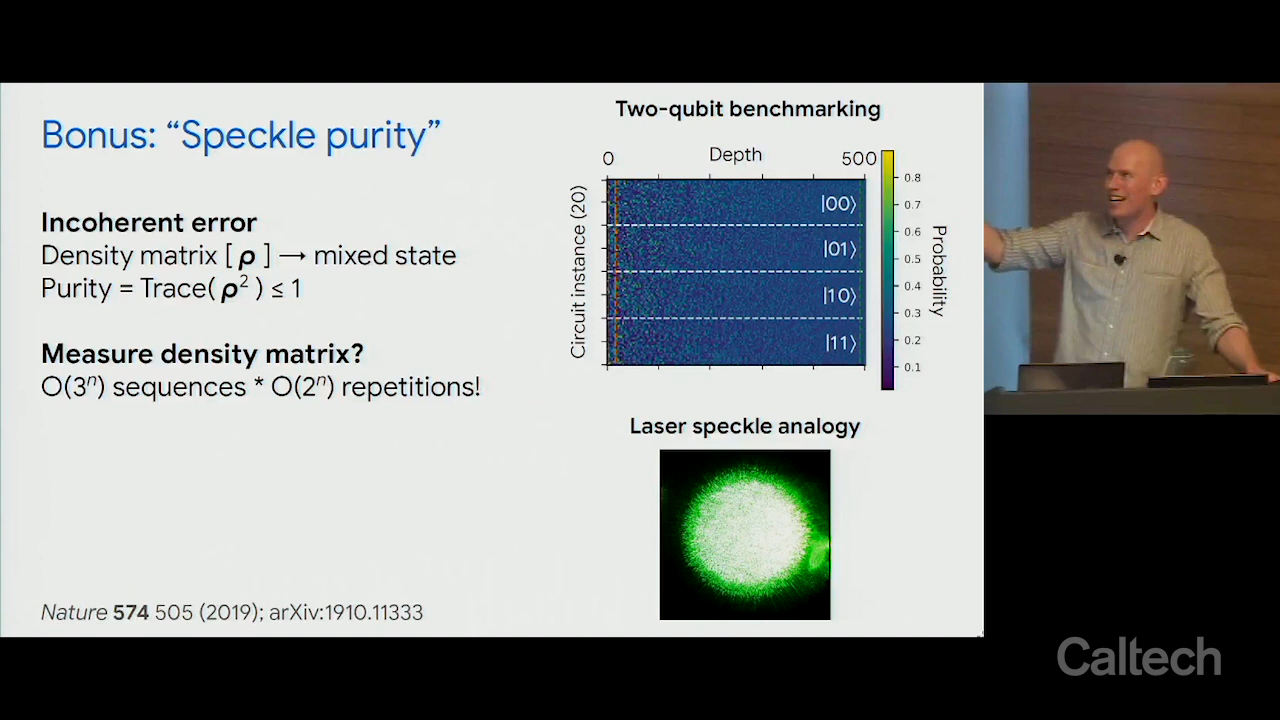 Bonus: “Speckle purity”
Incoherent error
Density matrix [ ρ ] → mixed state
Purity = Trace( ρ² ) ≤ 1
Measure density matrix?
O(3ⁿ) sequences * O(2ⁿ) repetitions!
Nature 574 505 (2019); arXiv:1910.11333
Two-qubit benchmarking
0 Depth 500
Circuit instance (20)
|00⟩
|01⟩
|10⟩
|11⟩
0.8
0.7
0.6
0.5
0.4
0.3
0.2
0.1
Probability
Laser speckle analogy
Caltech